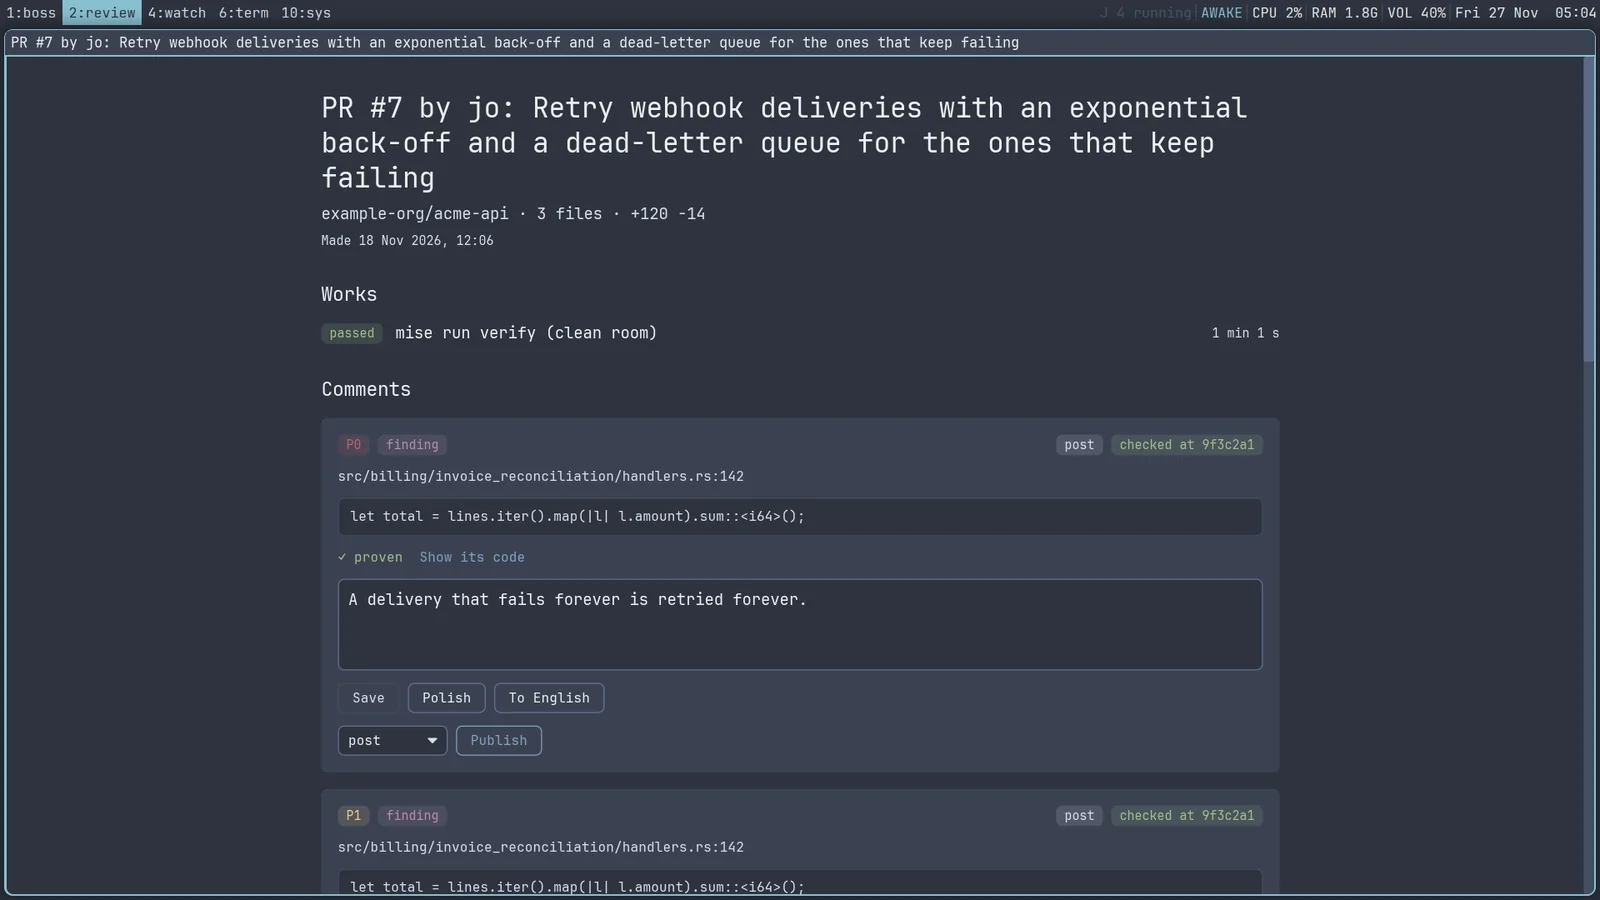 1:boss 2:review 4:watch 6:term 10:sys J 4 running AWAKE CPU 2% RAM 1.8G VOL 40% Fri 27 Nov 05:04
PR #7 by jo: Retry webhook deliveries with an exponential back-off and a dead-letter queue for the ones that keep failing
PR #7 by jo: Retry webhook deliveries with an exponential
back-off and a dead-letter queue for the ones that keep
failing
example-org/acme-api · 3 files · +120 -14
Made 18 Nov 2026, 12:06
Works
passed mise run verify (clean room) 1 min 1 s
Comments
P0 finding post checked at 9f3c2a1
src/billing/invoice_reconciliation/handlers.rs:142
let total = lines.iter().map(|l| l.amount).sum::<i64>();
✓ proven Show its code
A delivery that fails forever is retried forever.
Save Polish To English
post Publish
P1 finding post checked at 9f3c2a1
src/billing/invoice_reconciliation/handlers.rs:142
let total = lines.iter().map(|l| l.amount).sum::<i64>();